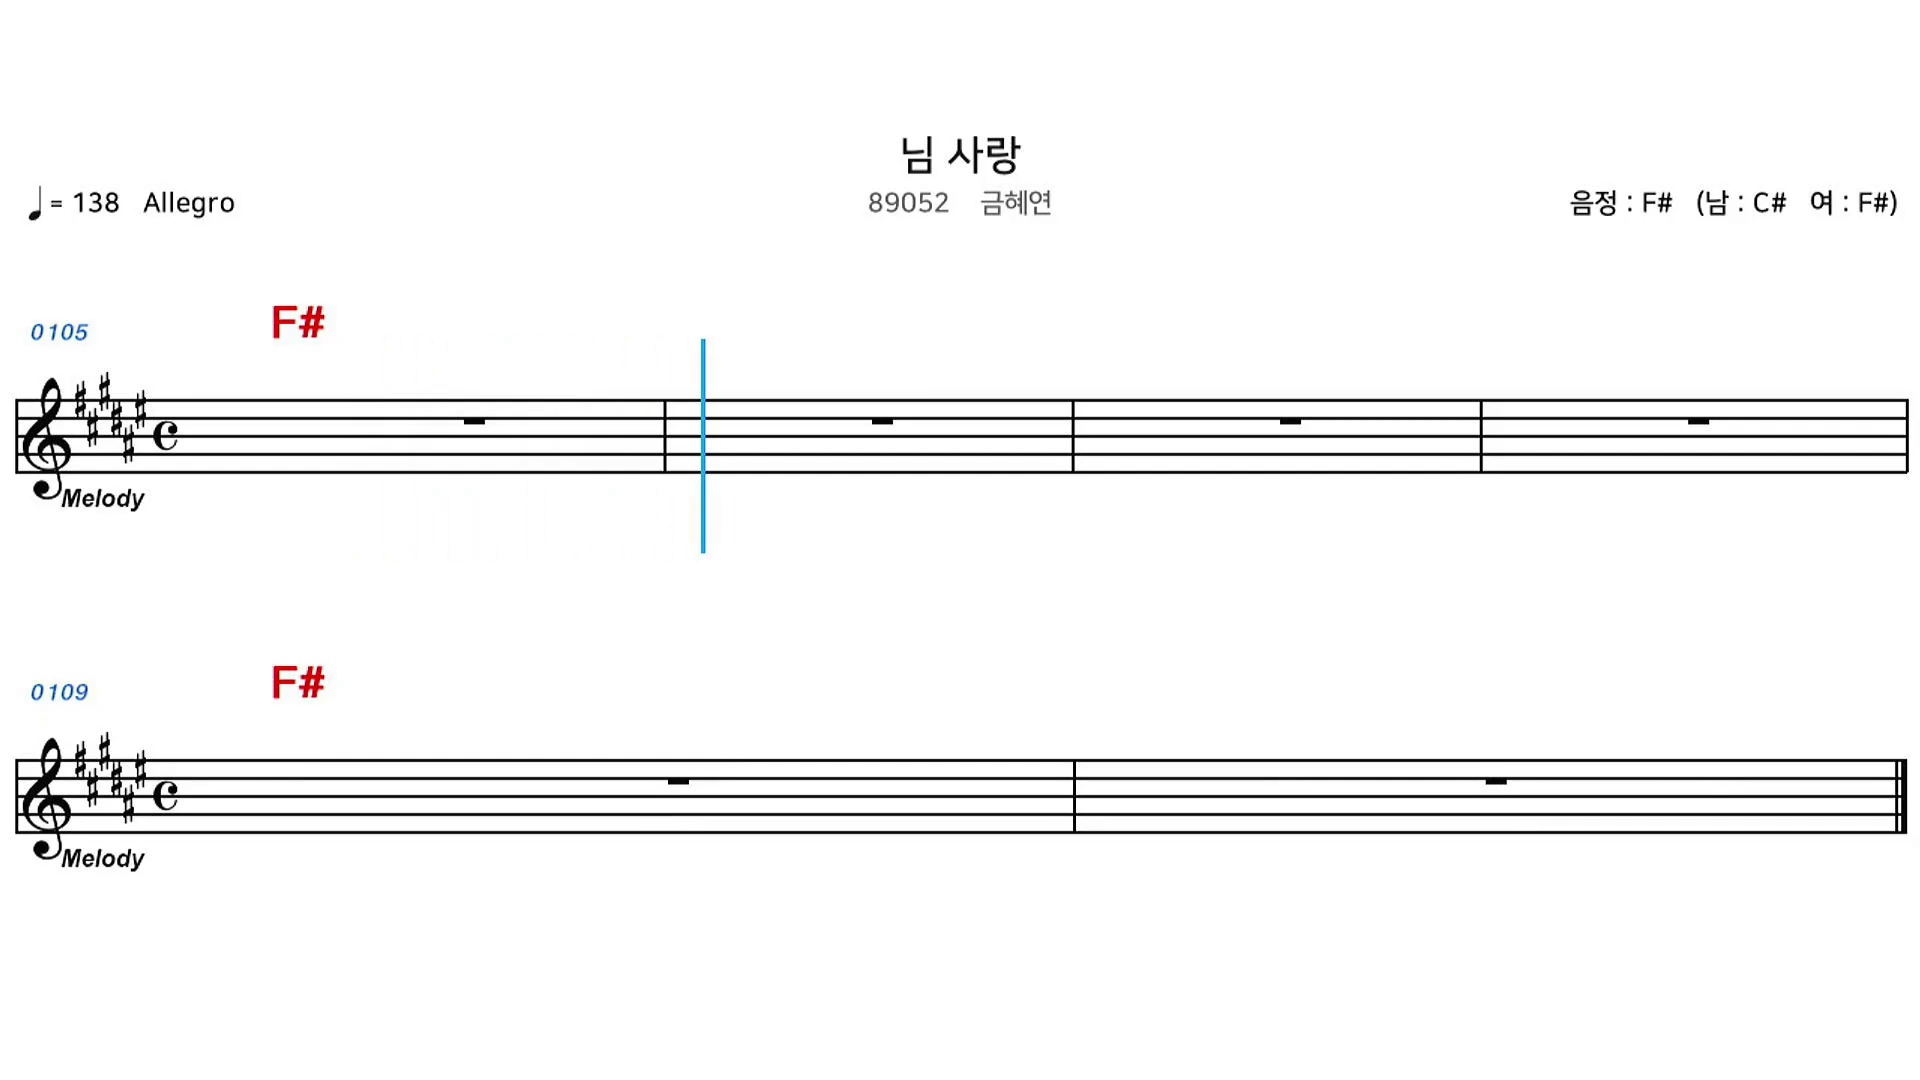 님 사랑
♩= 138 Allegro 89052 금혜연 음정 : F# (남 : C# 여 : F#)
0105 F#
Melody
0109 F#
Melody